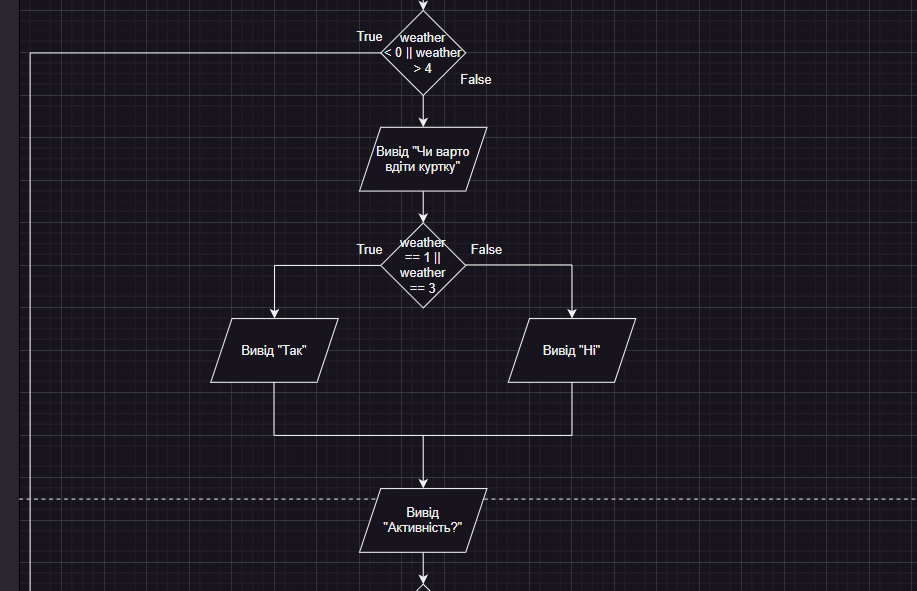 True
weather
< 0 || weather
> 4
False
Вивід "Чи варто
вдіти куртку"
True
weather
== 1 ||
weather
== 3
False
Вивід "Так"
Вивід "Ні"
Вивід
"Активність?"